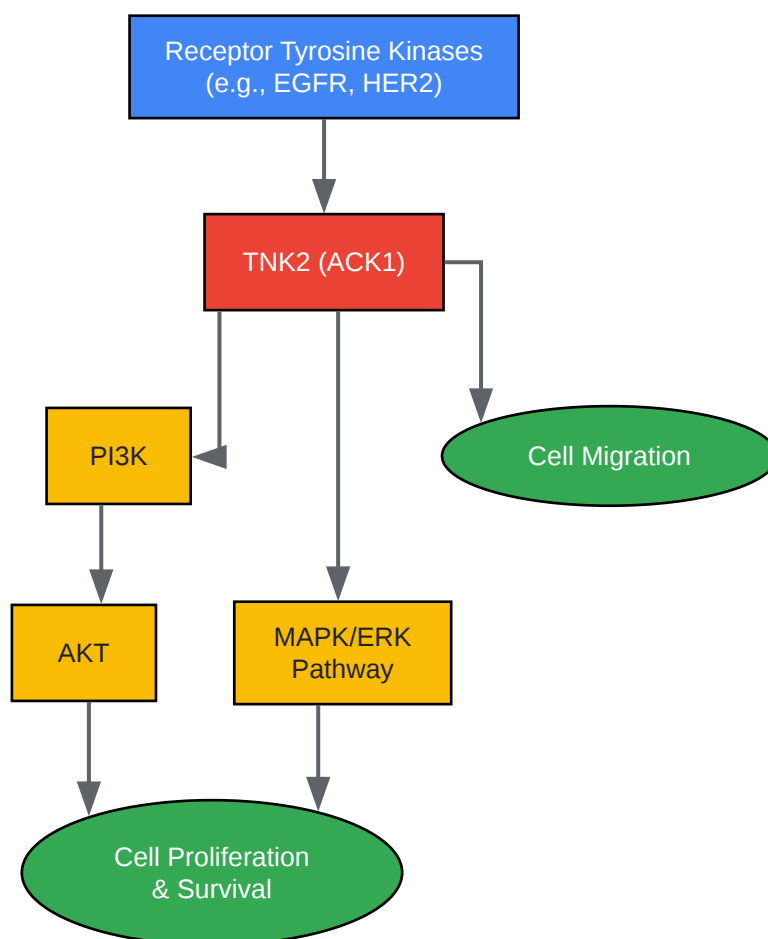 Receptor Tyrosine Kinases
(e.g., EGFR, HER2)
TNK2 (ACK1)
PI3K
Cell Migration
AKT
MAPK/ERK
Pathway
Cell Proliferation
& Survival